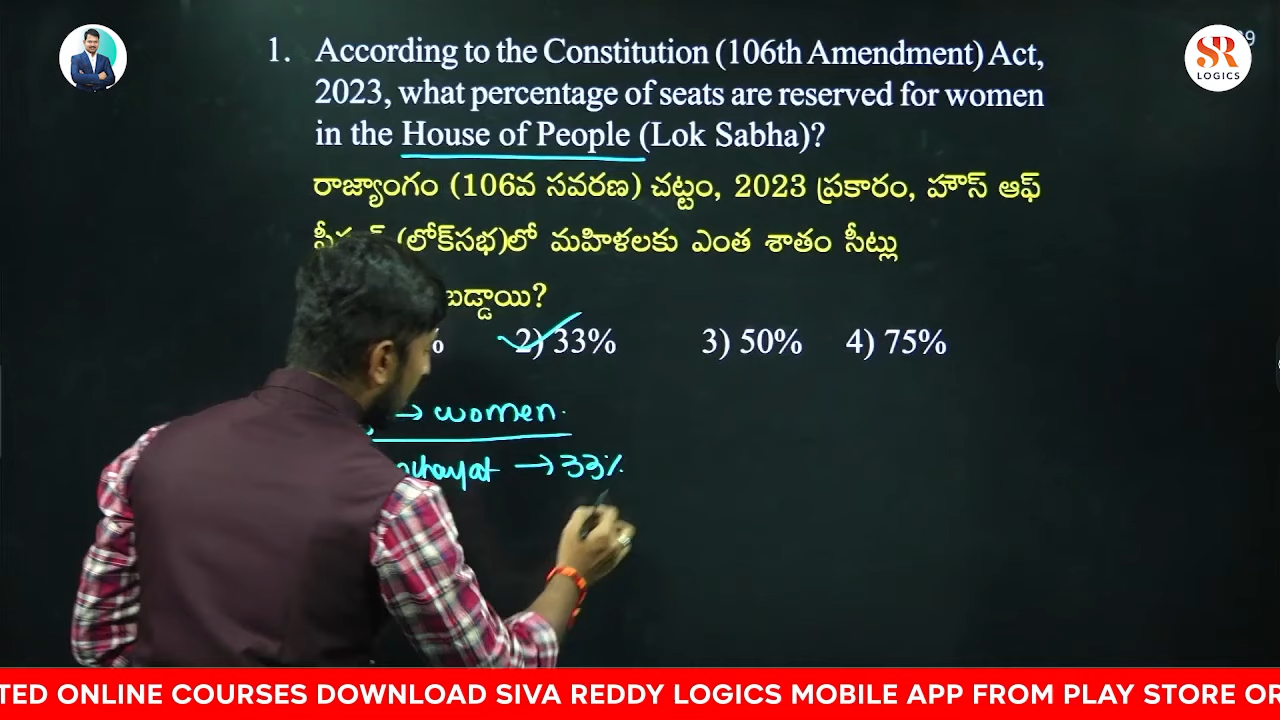 SR
LOGICS
1. According to the Constitution (106th Amendment) Act,
2023, what percentage of seats are reserved for women
in the House of People (Lok Sabha)?
రాజ్యాంగం (106వ సవరణ) చట్టం, 2023 ప్రకారం, హౌస్ ఆఫ్
(లోక్‌సభ)లో మహిళలకు ఎంత శాతం సీట్లు
2) 33% 3) 50% 4) 75%
→ women.
→ 33%
ONLINE COURSES DOWNLOAD SIVA REDDY LOGICS MOBILE APP FROM PLAY STORE OR